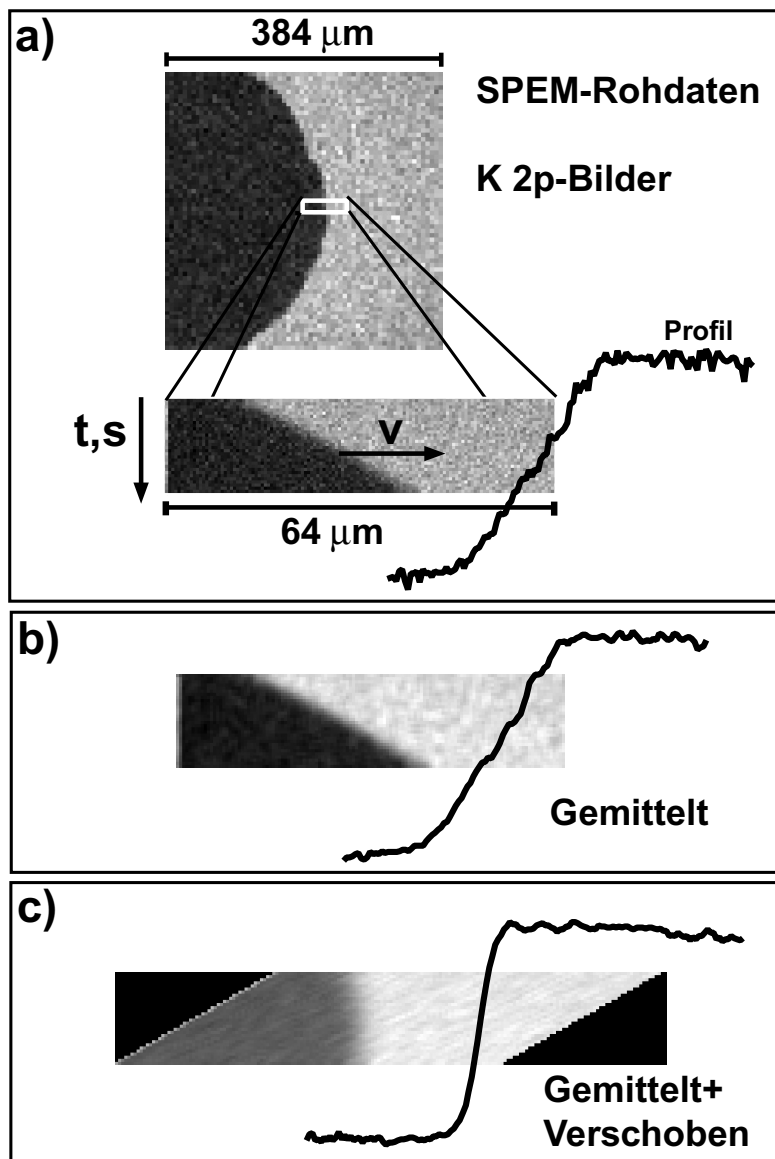 a)
384 μm
SPEM-Rohdaten
K 2p-Bilder
Profil
t,s
v
64 μm
b)
Gemittelt
c)
Gemittelt+
Verschoben